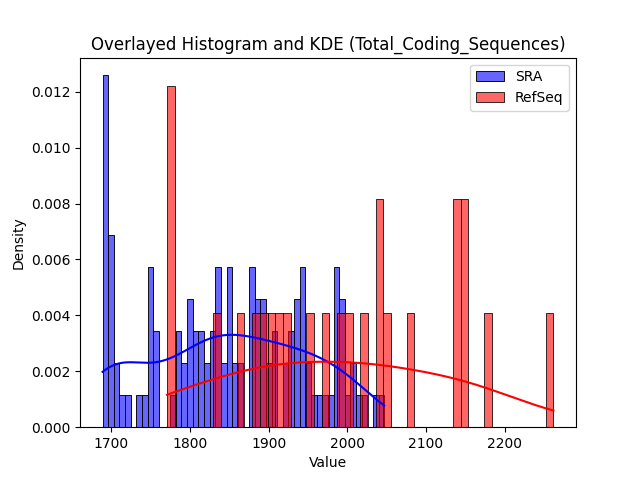 Overlayed Histogram and KDE (Total_Coding_Sequences)
SRA
RefSeq
0.012
0.010
0.008
0.006
0.004
0.002
0.000
Density
1700 1800 1900 2000 2100 2200
Value